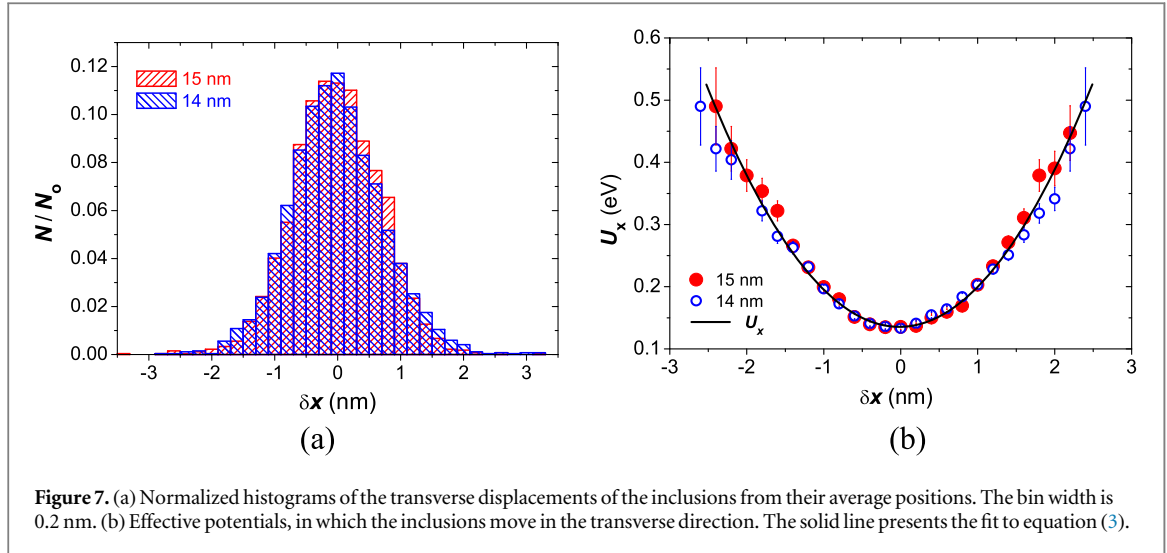 0.12
0.10
0.08
0.06
0.04
0.02
0.00
N / No
15 nm
14 nm
-3 -2 -1 0 1 2 3
δx (nm)
(a)
0.5
0.4
0.3
0.2
0.1
Ux (eV)
15 nm
14 nm
Ux
-3 -2 -1 0 1 2 3
δx (nm)
(b)
Figure 7. (a) Normalized histograms of the transverse displacements of the inclusions from their average positions. The bin width is
0.2 nm. (b) Effective potentials, in which the inclusions move in the transverse direction. The solid line presents the fit to equation (3).